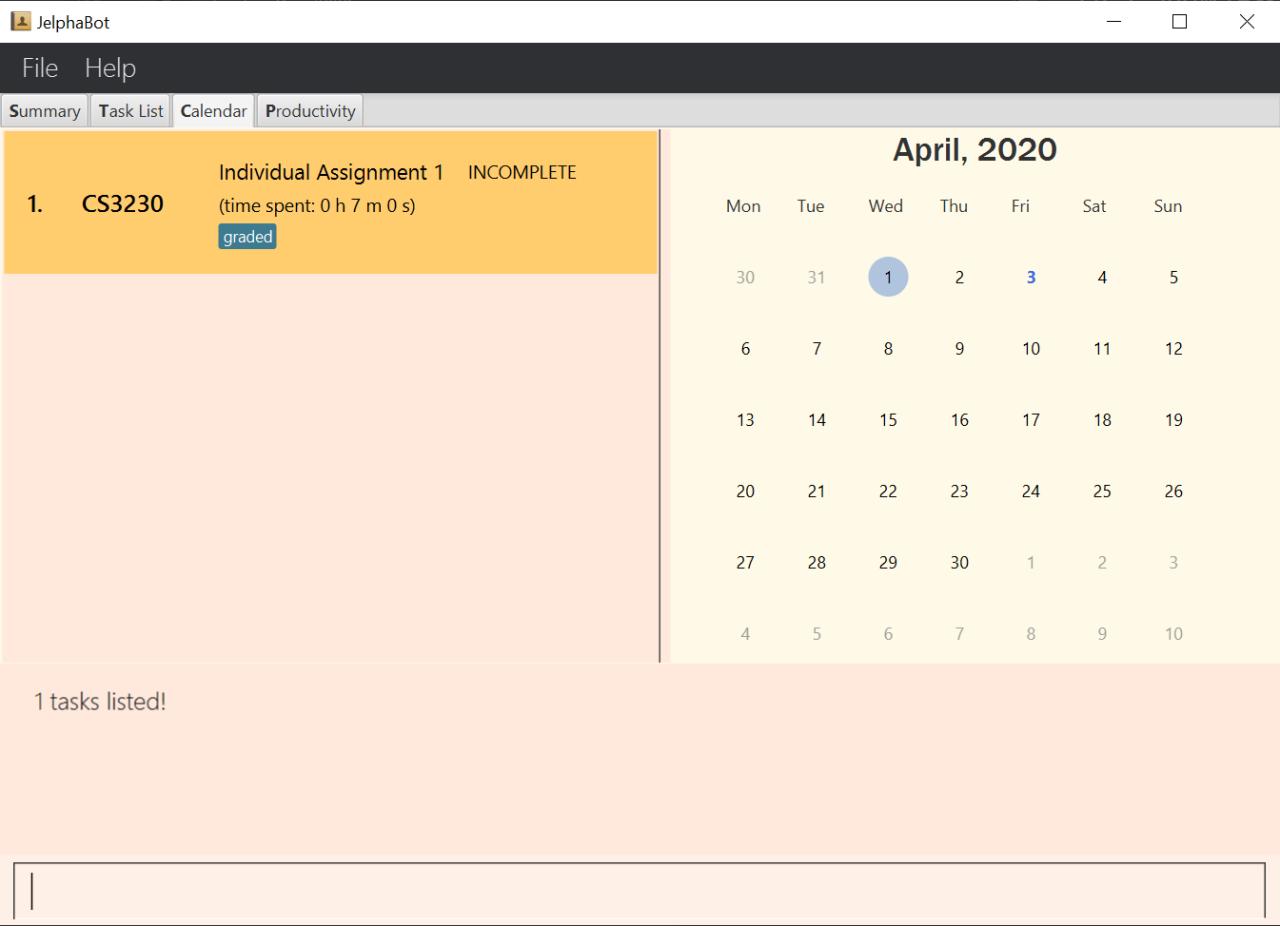 JelphaBot
File Help
Summary Task List Calendar Productivity
1. CS3230 Individual Assignment 1 INCOMPLETE
(time spent: 0 h 7 m 0 s)
graded
April, 2020
Mon Tue Wed Thu Fri Sat Sun
30 31 1 2 3 4 5
6 7 8 9 10 11 12
13 14 15 16 17 18 19
20 21 22 23 24 25 26
27 28 29 30 1 2 3
4 5 6 7 8 9 10
1 tasks listed!